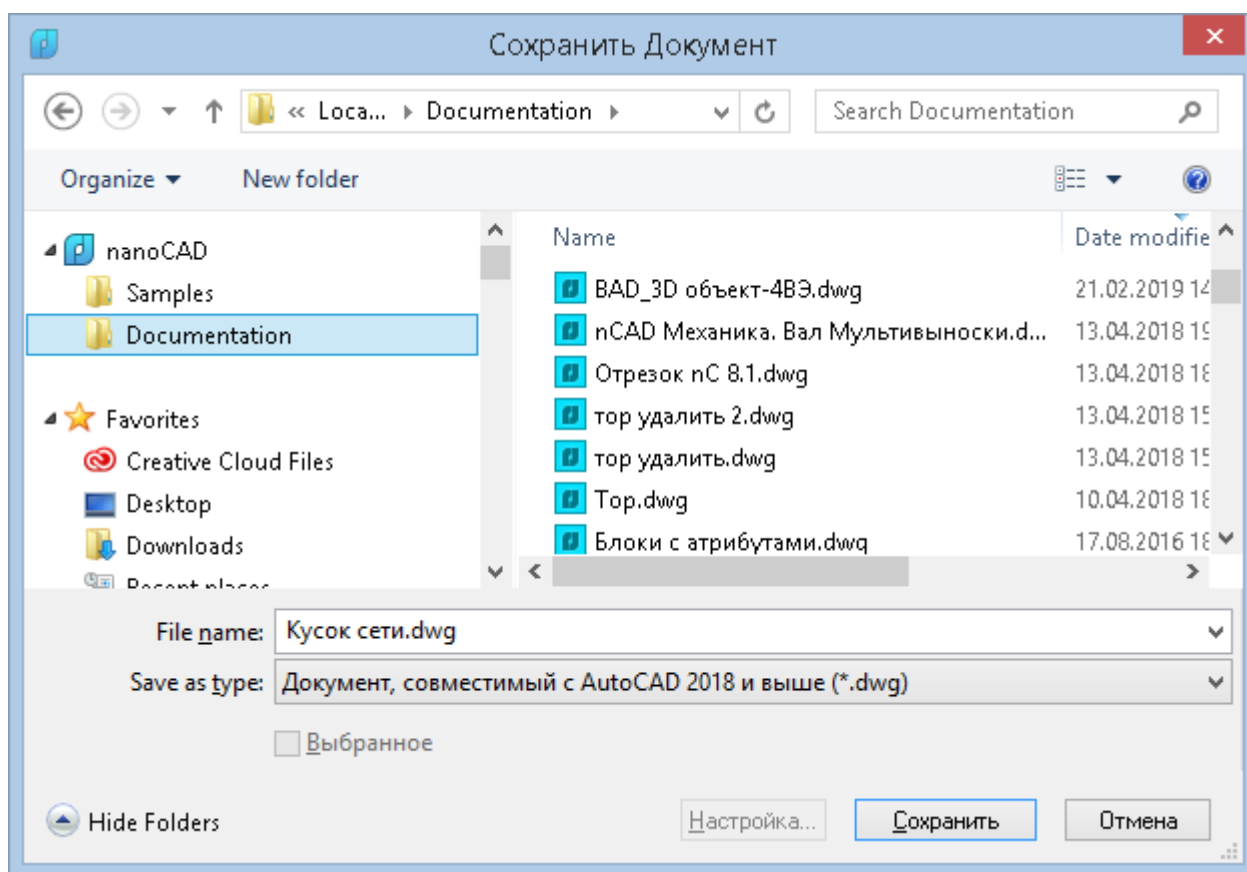 Сохранить Документ
« Loca... Documentation
Search Documentation
Organize
New folder
nanoCAD
Samples
Documentation
Favorites
Creative Cloud Files
Desktop
Downloads
Recent places
Name
Date modifie
BAD_3D объект-4ВЭ.dwg 21.02.2019 14
nCAD Механика. Вал Мультивыноски.d... 13.04.2018 19
Отрезок nC 8.1.dwg 13.04.2018 18
тор удалить 2.dwg 13.04.2018 15
тор удалить.dwg 13.04.2018 15
Тор.dwg 10.04.2018 18
Блоки с атрибутами.dwg 17.08.2016 18
File name: Кусок сети.dwg
Save as type: Документ, совместимый с AutoCAD 2018 и выше (*.dwg)
Выбранное
Hide Folders
Настройка...
Сохранить
Отмена